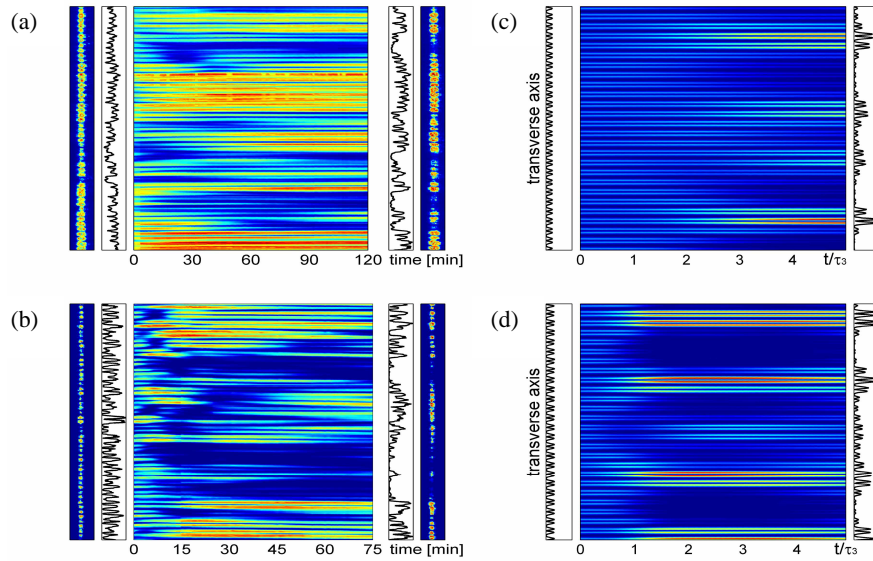 (a)
0 30 60 90 120
time [min]
(c)
transverse axis
0 1 2 3 4 t/τ₃
(b)
0 15 30 45 60 75
time [min]
(d)
transverse axis
0 1 2 3 4 t/τ₃